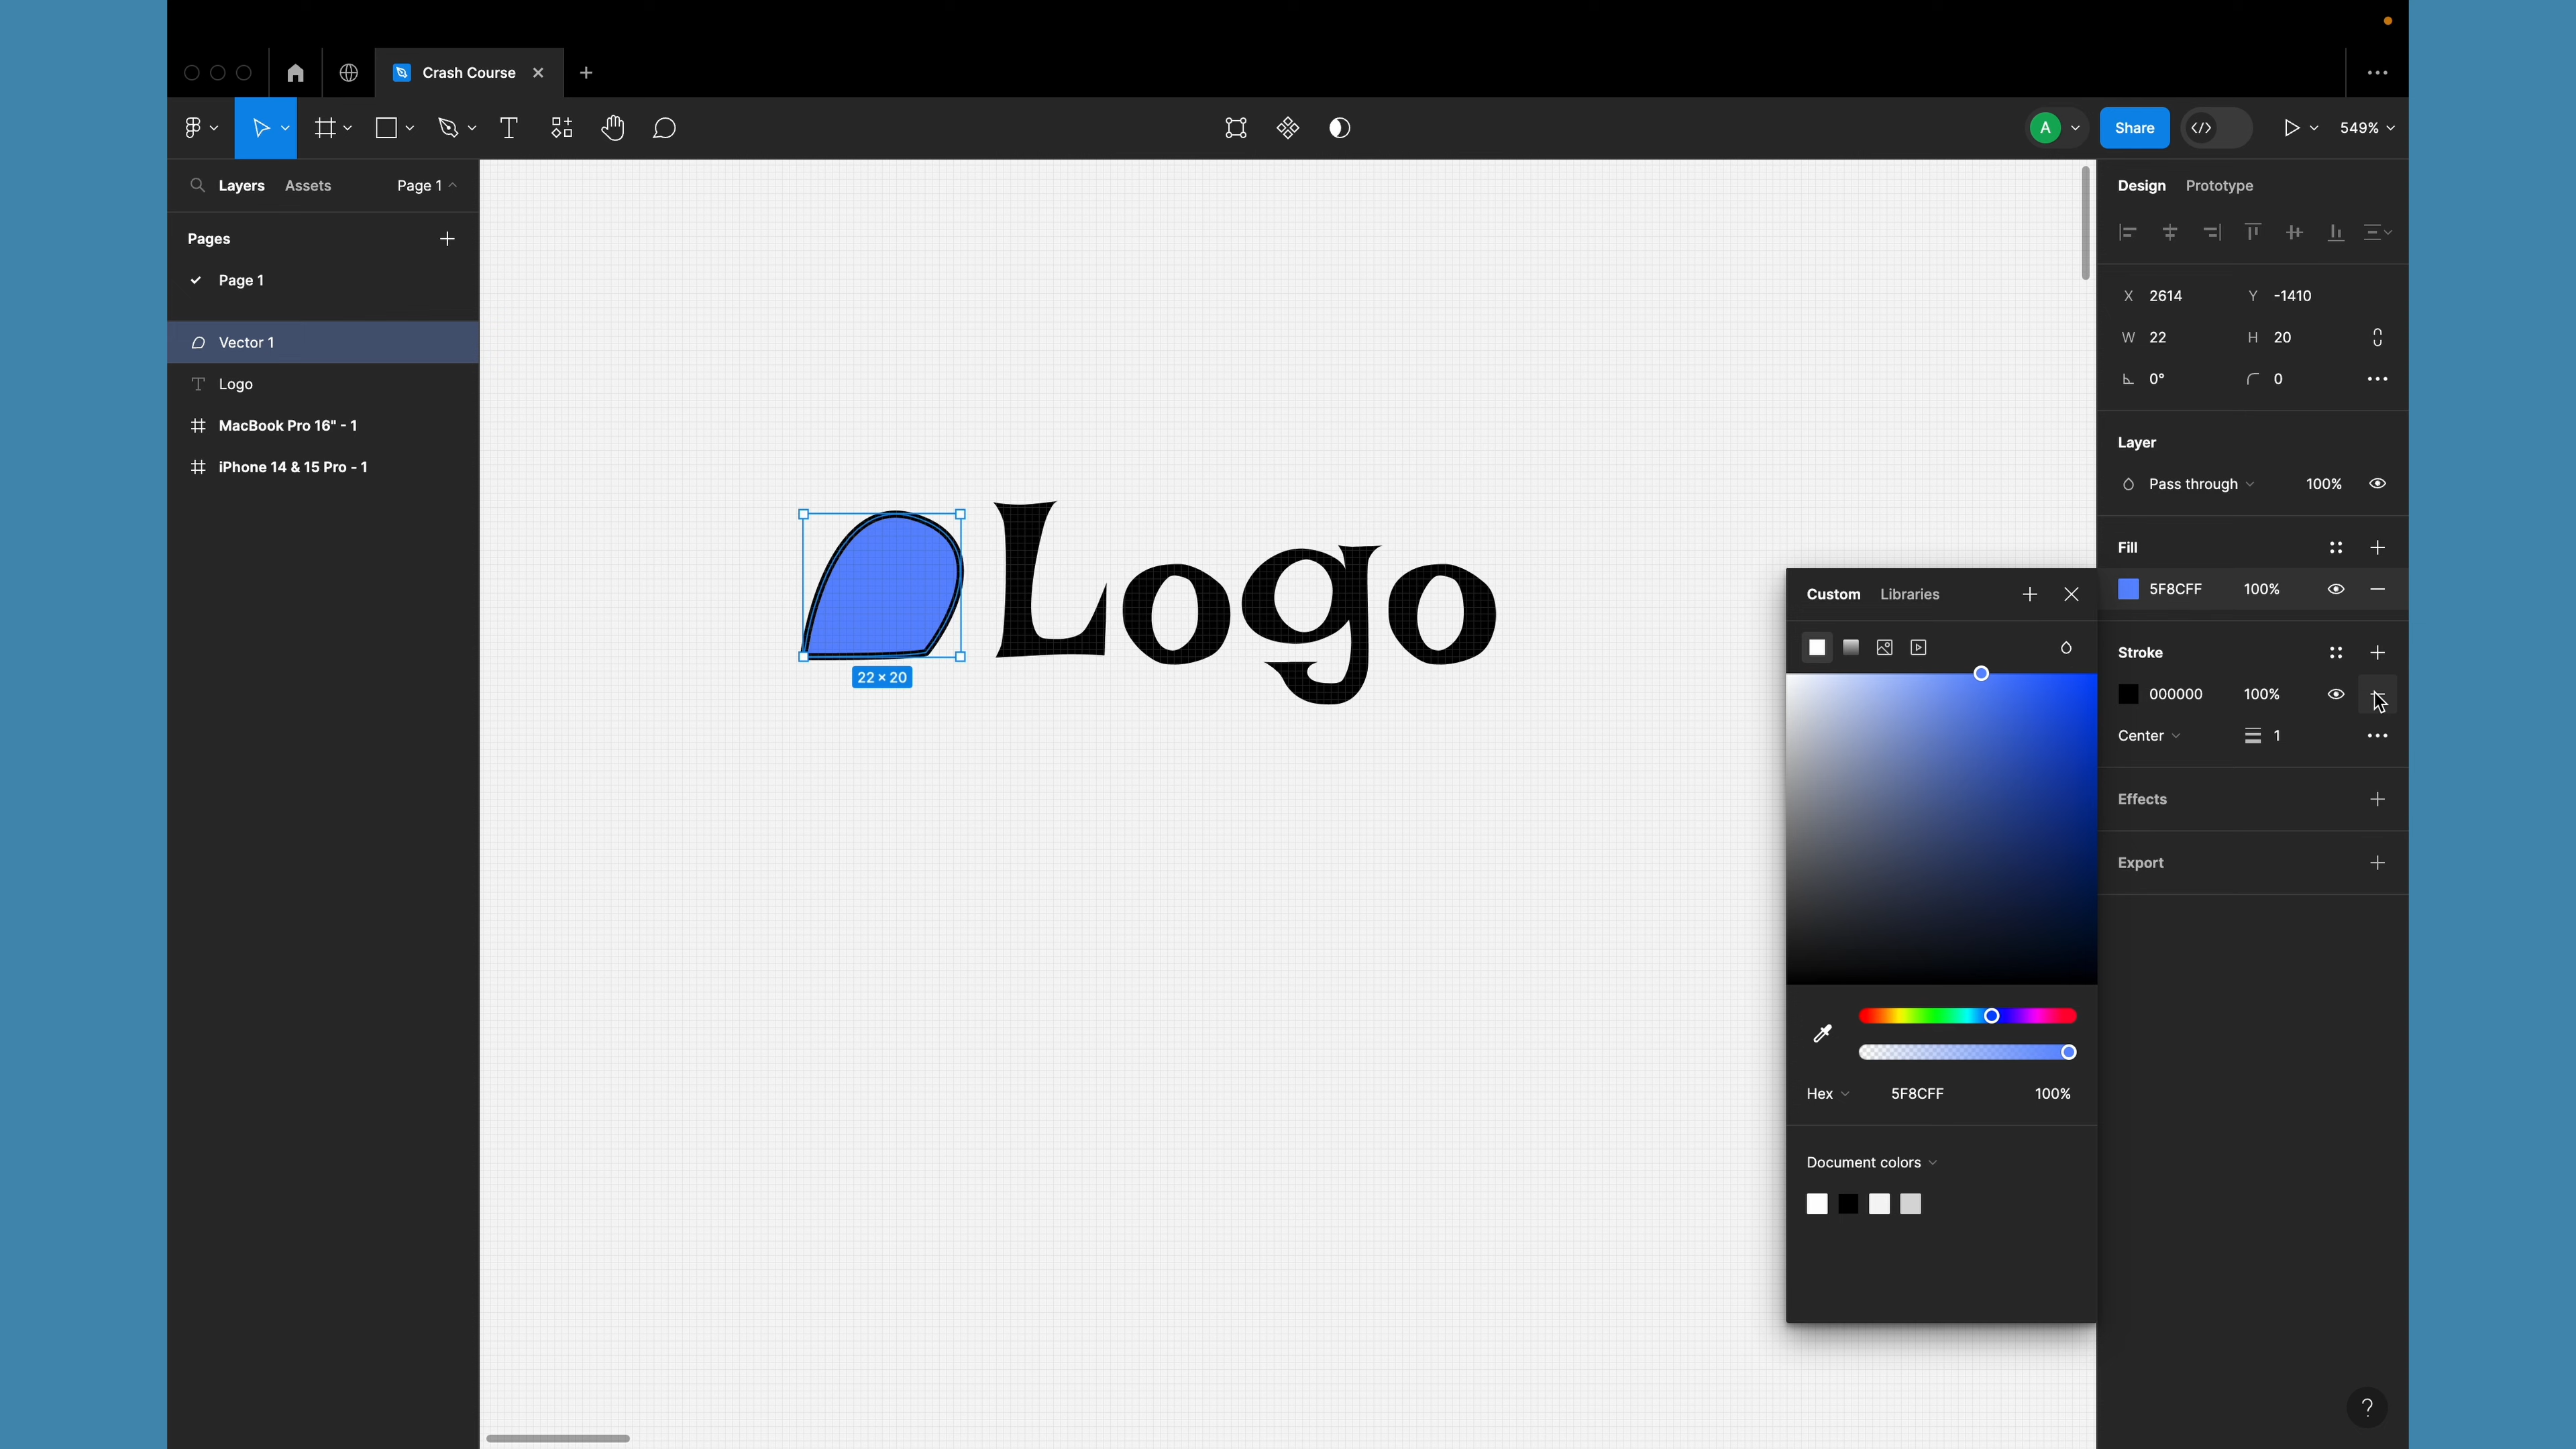 Crash Course
A
Share
549%
Layers
Assets
Page 1
Pages
Page 1
Vector 1
Logo
MacBook Pro 16" - 1
iPhone 14 & 15 Pro - 1
Logo
22 × 20
Design
Prototype
X 2614
Y -1410
W 22
H 20
0°
0
Layer
Pass through
100%
Fill
5F8CFF
100%
Stroke
000000
100%
Center
1
Effects
Export
Custom
Libraries
Hex
5F8CFF
100%
Document colors
?